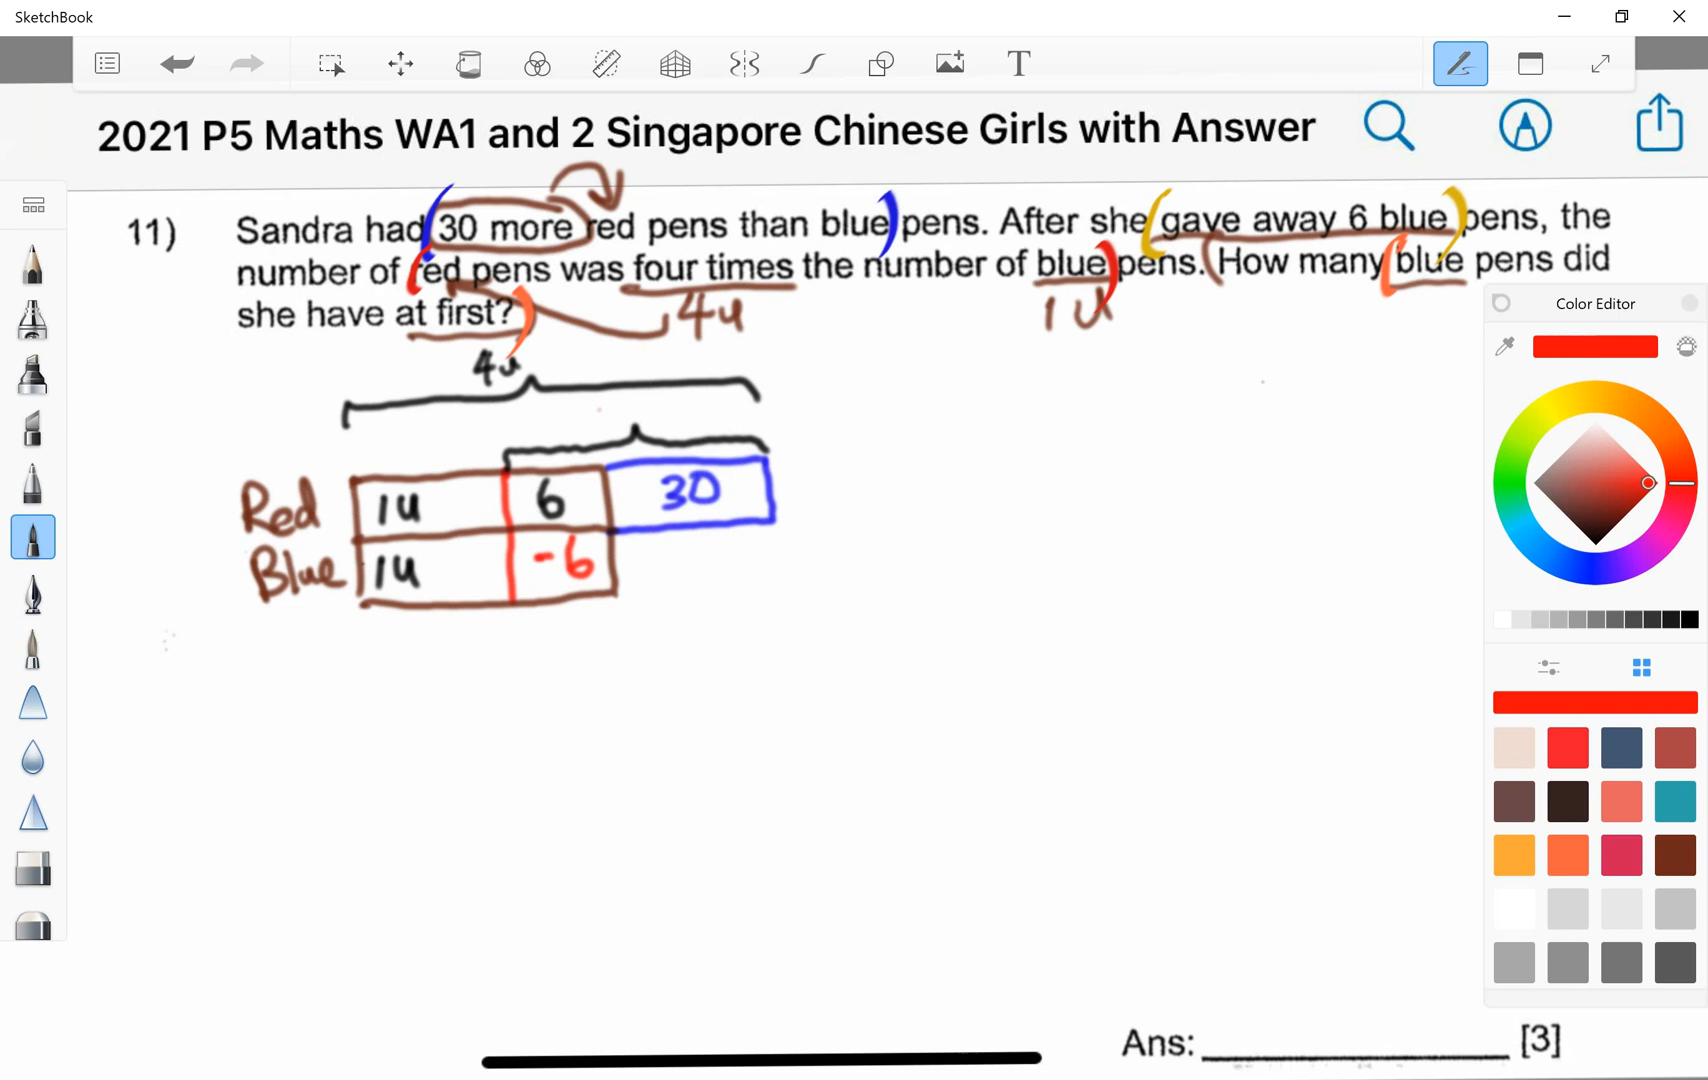 SketchBook
2021 P5 Maths WA1 and 2 Singapore Chinese Girls with Answer
11) Sandra had 30 more red pens than blue pens. After she gave away 6 blue pens, the
number of red pens was four times the number of blue pens. How many blue pens did
she have at first?
4u
1u
4u
Red 1u 6 30
Blue 1u -6
Color Editor
Ans: [3]